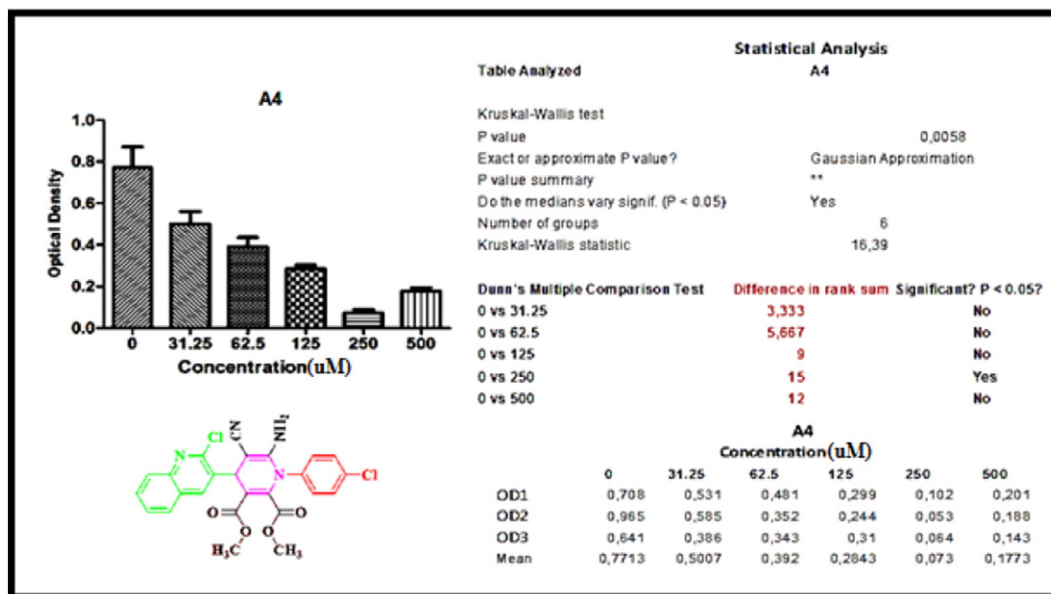 A4
1.0
0.8
0.6
0.4
0.2
0.0
Optical Density
0 31.25 62.5 125 250 500
Concentration(uM)
Cl
CN
NH2
N
N
Cl
O
O
O
O
H3C
CH3
Statistical Analysis
Table Analyzed A4
Kruskal-Wallis test
P value 0,0058
Exact or approximate P value? Gaussian Approximation
P value summary **
Do the medians vary signif. (P < 0.05) Yes
Number of groups 6
Kruskal-Wallis statistic 16,39
Dunn's Multiple Comparison Test Difference in rank sum Significant? P < 0.05?
0 vs 31.25 3,333 No
0 vs 62.5 5,667 No
0 vs 125 9 No
0 vs 250 15 Yes
0 vs 500 12 No
A4
Concentration(uM)
0 31.25 62.5 125 250 500
OD1 0,708 0,531 0,481 0,299 0,102 0,201
OD2 0,965 0,585 0,352 0,244 0,053 0,188
OD3 0,641 0,386 0,343 0,31 0,064 0,143
Mean 0,7713 0,5007 0,392 0,2843 0,073 0,1773